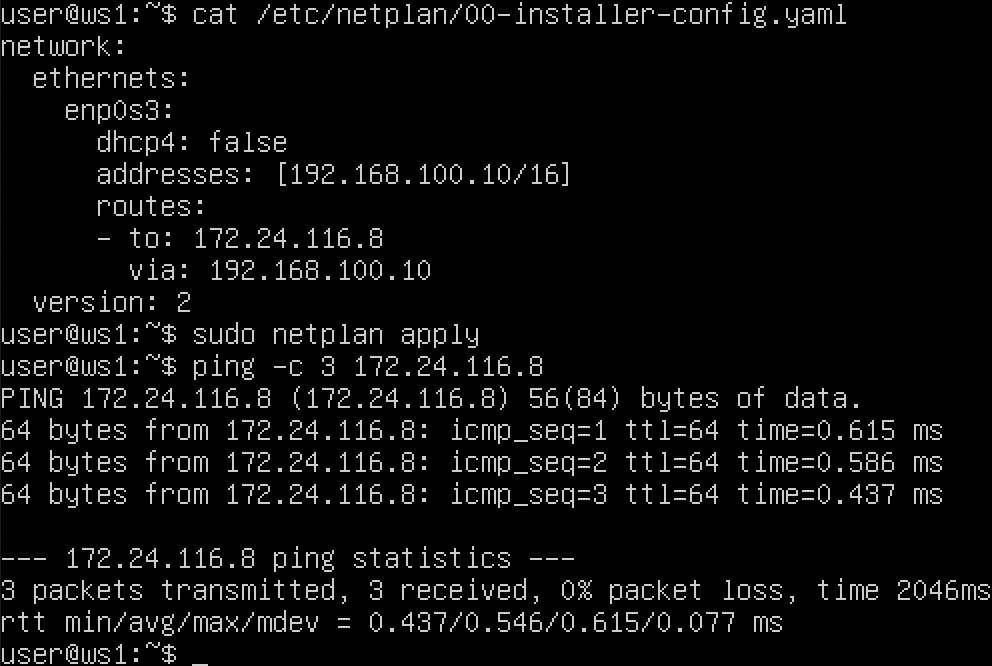 user@ws1:~$ cat /etc/netplan/00-installer-config.yaml
network:
  ethernets:
    enp0s3:
      dhcp4: false
      addresses: [192.168.100.10/16]
      routes:
      - to: 172.24.116.8
        via: 192.168.100.10
  version: 2
user@ws1:~$ sudo netplan apply
user@ws1:~$ ping -c 3 172.24.116.8
PING 172.24.116.8 (172.24.116.8) 56(84) bytes of data.
64 bytes from 172.24.116.8: icmp_seq=1 ttl=64 time=0.615 ms
64 bytes from 172.24.116.8: icmp_seq=2 ttl=64 time=0.586 ms
64 bytes from 172.24.116.8: icmp_seq=3 ttl=64 time=0.437 ms

--- 172.24.116.8 ping statistics ---
3 packets transmitted, 3 received, 0% packet loss, time 2046ms
rtt min/avg/max/mdev = 0.437/0.546/0.615/0.077 ms
user@ws1:~$ _